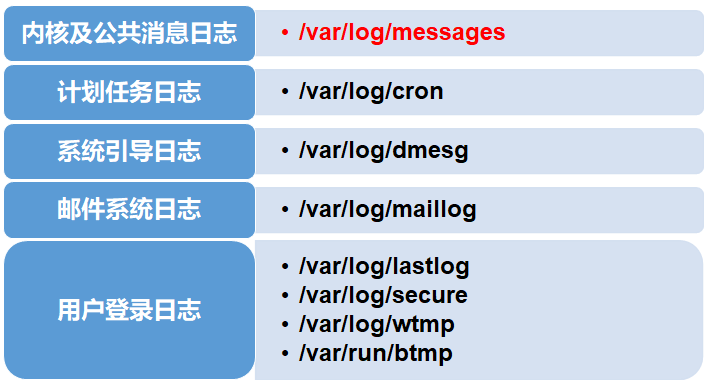 内核及公共消息日志
• /var/log/messages
计划任务日志
• /var/log/cron
系统引导日志
• /var/log/dmesg
邮件系统日志
• /var/log/maillog
用户登录日志
• /var/log/lastlog
• /var/log/secure
• /var/log/wtmp
• /var/run/btmp